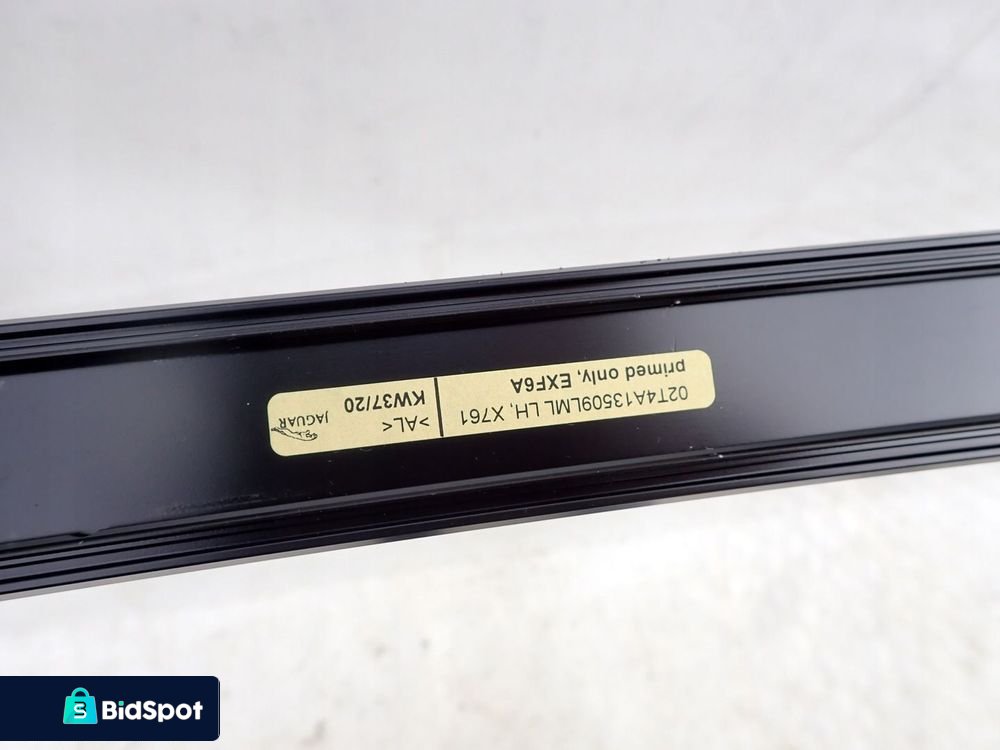 02T4A13509LML LH, X761
primed only, EXF6A
>AL<
KW37/20
JAGUAR
BidSpot